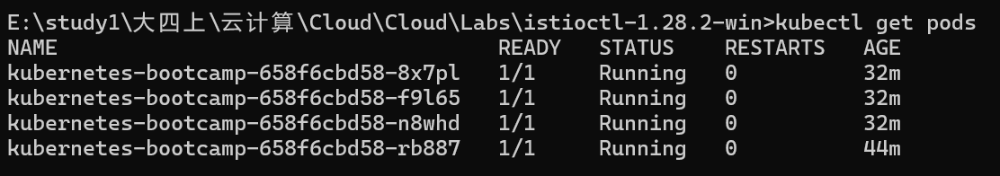 E:\study1\大四上\云计算\Cloud\Cloud\Labs\istioctl-1.28.2-win>kubectl get pods
NAME READY STATUS RESTARTS AGE
kubernetes-bootcamp-658f6cbd58-8x7pl 1/1 Running 0 32m
kubernetes-bootcamp-658f6cbd58-f9l65 1/1 Running 0 32m
kubernetes-bootcamp-658f6cbd58-n8whd 1/1 Running 0 32m
kubernetes-bootcamp-658f6cbd58-rb887 1/1 Running 0 44m